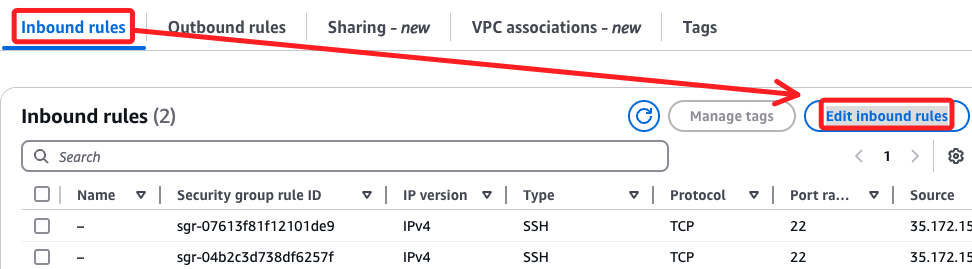 Inbound rules Outbound rules Sharing - new VPC associations - new Tags
Inbound rules (2) Manage tags Edit inbound rules
Search 1
Name Security group rule ID IP version Type Protocol Port ra... Source
– sgr-07613f81f12101de9 IPv4 SSH TCP 22 35.172.15
– sgr-04b2c3d738df6257f IPv4 SSH TCP 22 35.172.15